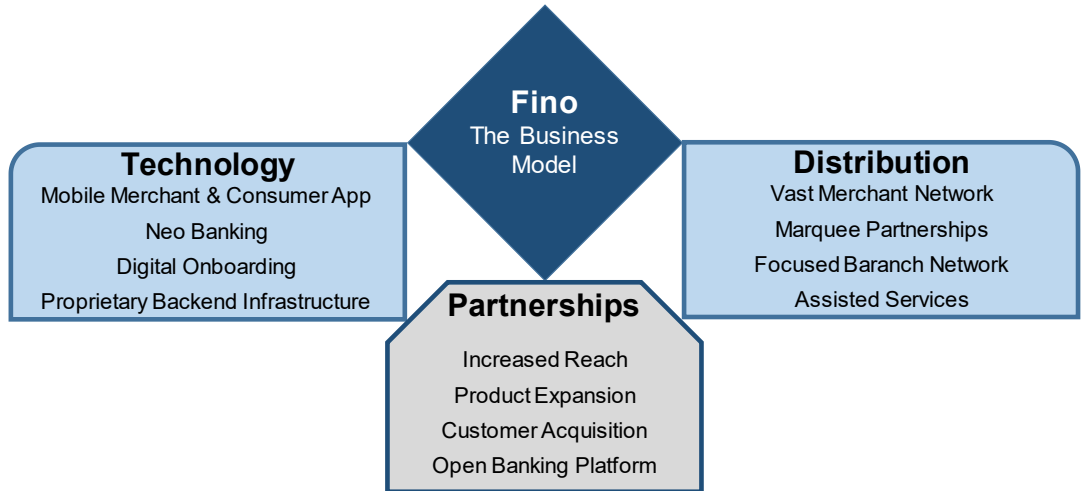 Fino
The Business
Model
Technology
Mobile Merchant & Consumer App
Neo Banking
Digital Onboarding
Proprietary Backend Infrastructure
Distribution
Vast Merchant Network
Marquee Partnerships
Focused Baranch Network
Assisted Services
Partnerships
Increased Reach
Product Expansion
Customer Acquisition
Open Banking Platform